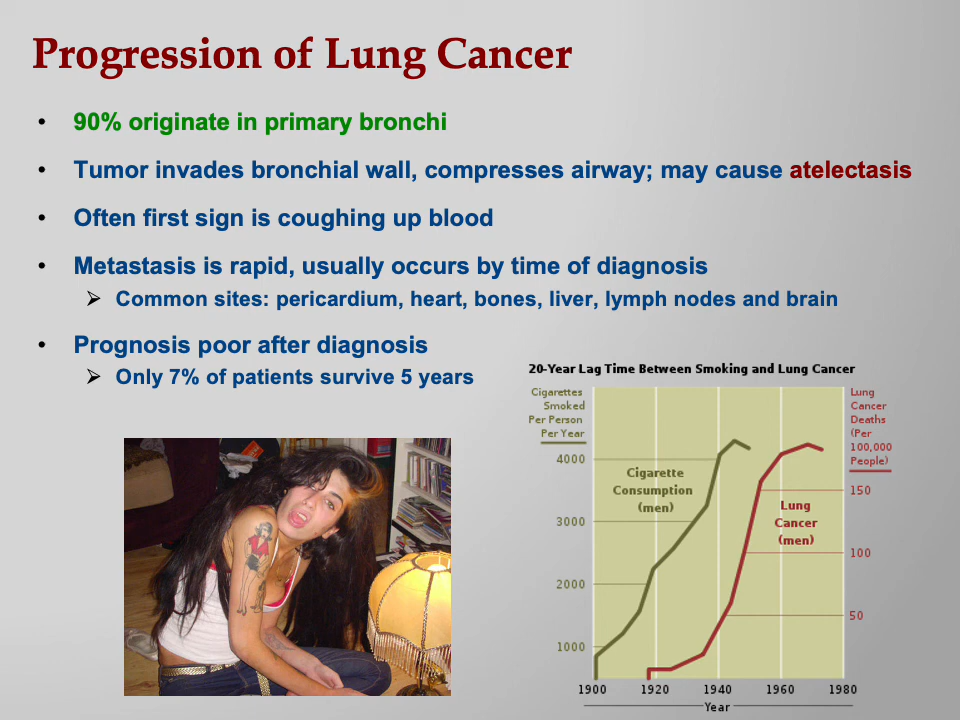 Progression of Lung Cancer
• 90% originate in primary bronchi
• Tumor invades bronchial wall, compresses airway; may cause atelectasis
• Often first sign is coughing up blood
• Metastasis is rapid, usually occurs by time of diagnosis
➢ Common sites: pericardium, heart, bones, liver, lymph nodes and brain
• Prognosis poor after diagnosis
➢ Only 7% of patients survive 5 years
20-Year Lag Time Between Smoking and Lung Cancer
Cigarettes
Smoked
Per Person
Per Year
4000
3000
2000
1000
Cigarette
Consumption
(men)
Lung
Cancer
(men)
Lung
Cancer
Deaths
(Per
100,000
People)
150
100
50
1900 1920 1940 1960 1980
Year